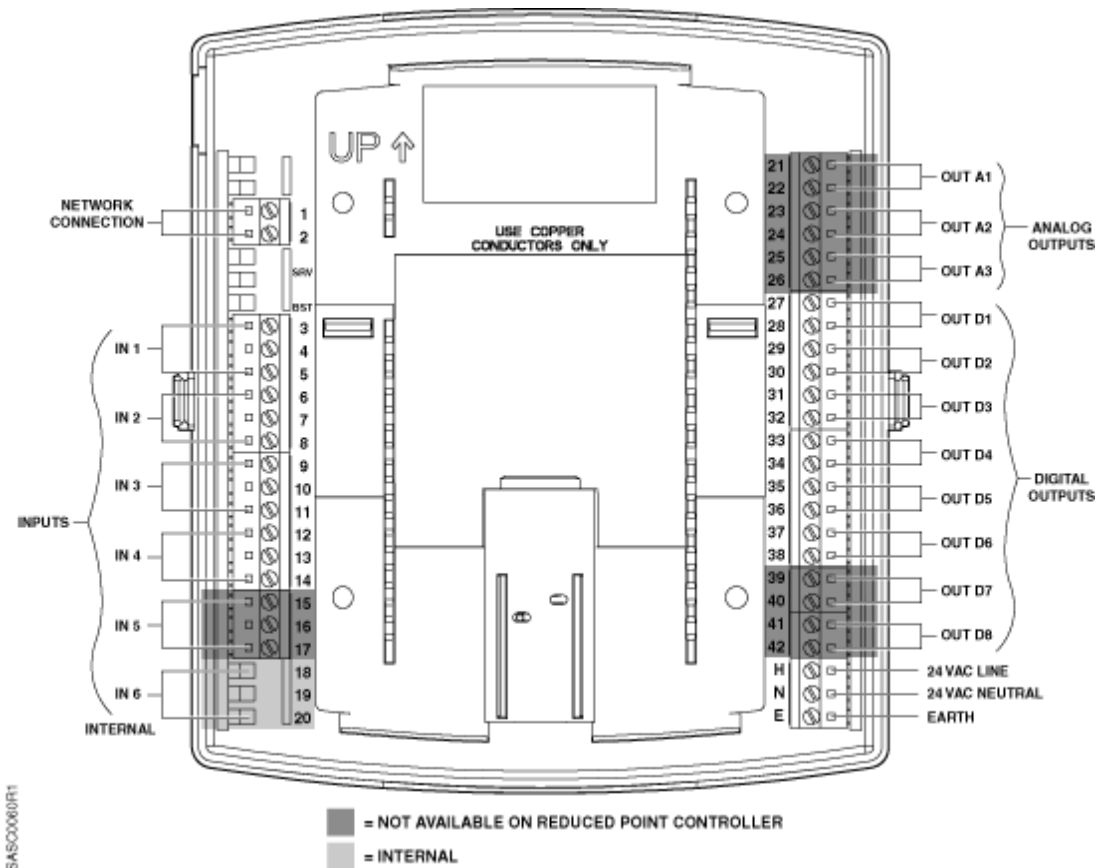 UP ↑
USE COPPER
CONDUCTORS ONLY
NETWORK
CONNECTION
1
2
SRV
BST
INPUTS
IN 1
3
4
5
IN 2
6
7
8
IN 3
9
10
11
IN 4
12
13
14
IN 5
15
16
17
IN 6
18
19
20
INTERNAL
21
22
OUT A1
23
24
OUT A2
25
26
OUT A3
ANALOG
OUTPUTS
27
28
OUT D1
29
30
OUT D2
31
32
OUT D3
33
34
OUT D4
35
36
OUT D5
37
38
OUT D6
39
40
OUT D7
41
42
OUT D8
DIGITAL
OUTPUTS
H 24 VAC LINE
N 24 VAC NEUTRAL
E EARTH
= NOT AVAILABLE ON REDUCED POINT CONTROLLER
= INTERNAL
SASC0060R1